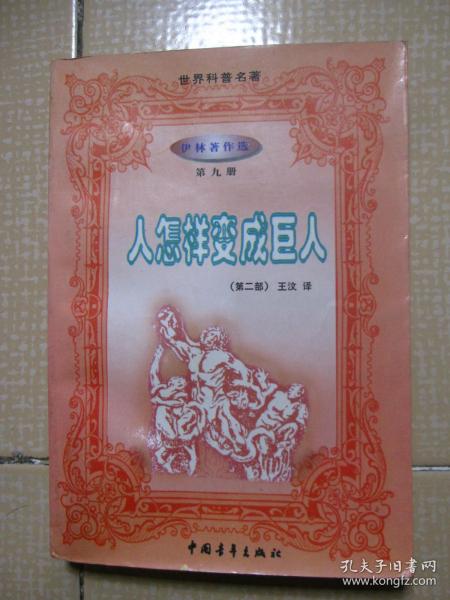 世界科普名著
伊林著作选
第九册
人怎样变成巨人
(第二部) 王汶 译
中国青年出版社
孔夫子旧书网
www.kongfz.com